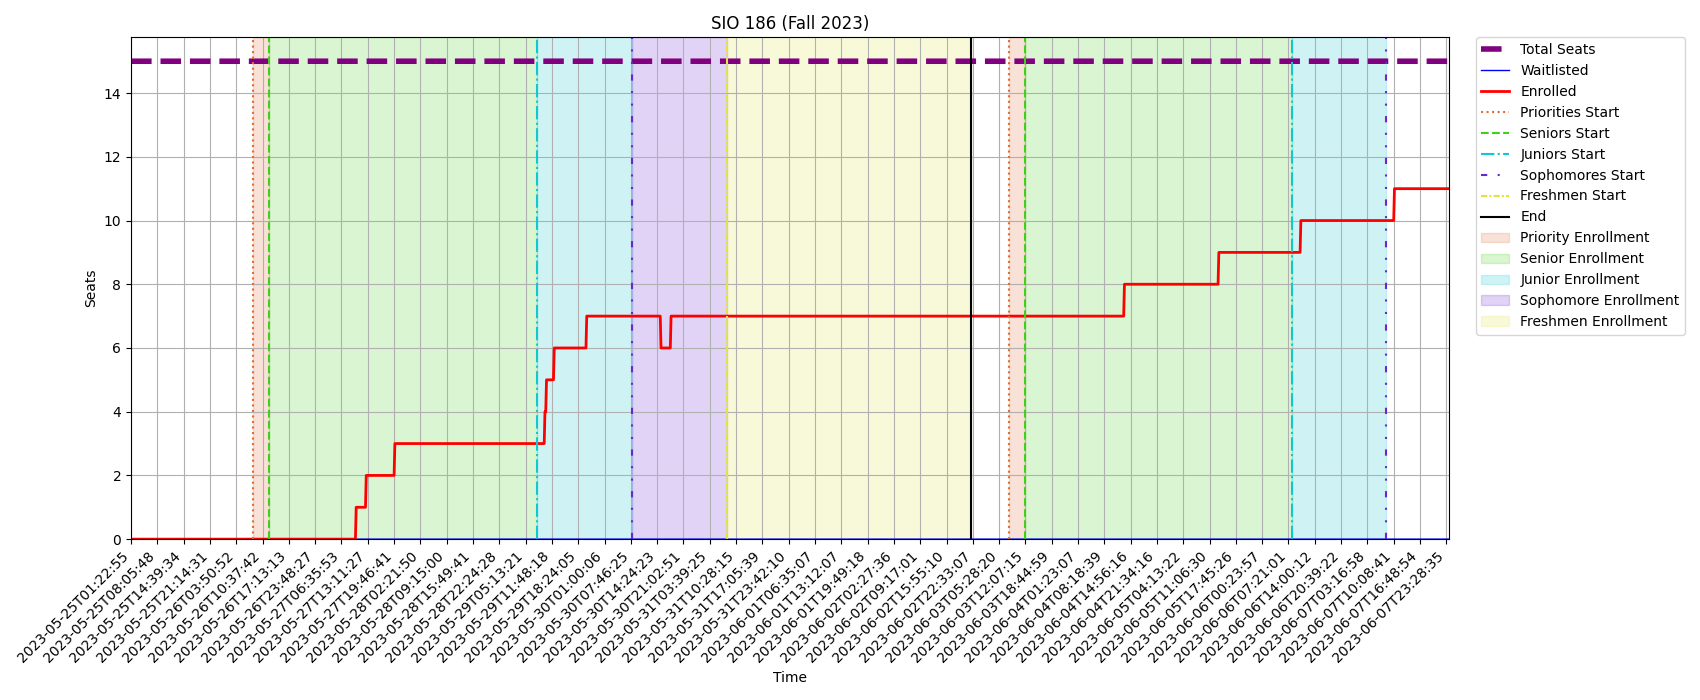 SIO 186 (Fall 2023)
Seats
14
12
10
8
6
4
2
0
2023-05-25T01:22:55
2023-05-25T08:05:48
2023-05-25T14:39:34
2023-05-25T21:14:31
2023-05-26T03:50:52
2023-05-26T10:37:42
2023-05-26T17:13:13
2023-05-26T23:48:27
2023-05-27T06:35:53
2023-05-27T13:11:27
2023-05-27T19:46:41
2023-05-28T02:21:50
2023-05-28T09:15:00
2023-05-28T15:49:41
2023-05-28T22:24:28
2023-05-29T05:13:21
2023-05-29T11:48:18
2023-05-29T18:24:05
2023-05-30T01:00:06
2023-05-30T07:46:25
2023-05-30T14:24:23
2023-05-30T21:02:51
2023-05-31T03:39:25
2023-05-31T10:28:15
2023-05-31T17:05:39
2023-05-31T23:42:10
2023-06-01T06:35:07
2023-06-01T13:12:07
2023-06-01T19:49:18
2023-06-02T02:27:36
2023-06-02T09:17:01
2023-06-02T15:55:10
2023-06-02T22:33:07
2023-06-03T05:28:20
2023-06-03T12:07:15
2023-06-03T18:44:59
2023-06-04T01:23:07
2023-06-04T08:18:39
2023-06-04T14:56:16
2023-06-04T21:34:16
2023-06-05T04:13:22
2023-06-05T11:06:30
2023-06-05T17:45:26
2023-06-06T00:23:57
2023-06-06T07:21:01
2023-06-06T14:00:12
2023-06-06T20:39:22
2023-06-07T03:16:58
2023-06-07T10:08:41
2023-06-07T16:48:54
2023-06-07T23:28:35
Time
Total Seats
Waitlisted
Enrolled
Priorities Start
Seniors Start
Juniors Start
Sophomores Start
Freshmen Start
End
Priority Enrollment
Senior Enrollment
Junior Enrollment
Sophomore Enrollment
Freshmen Enrollment